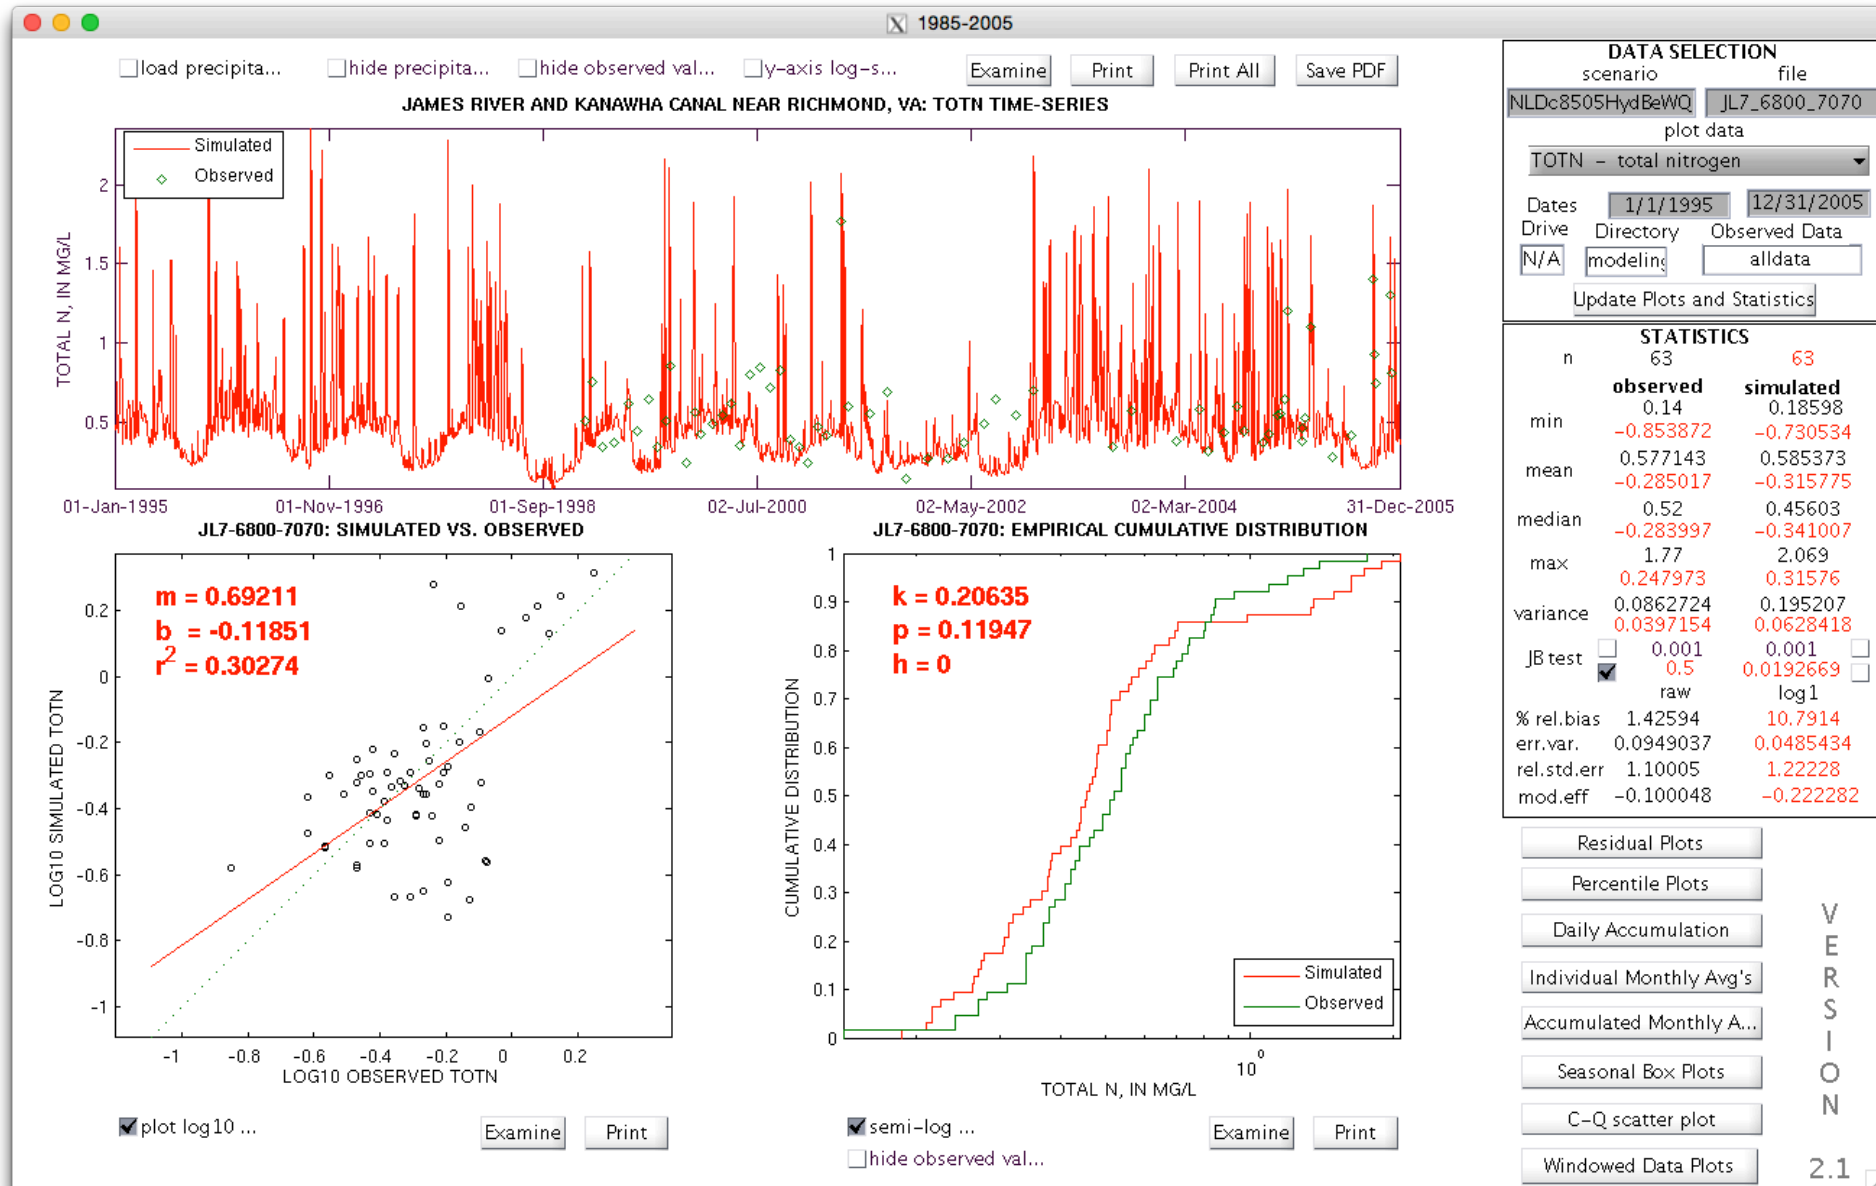 1985-2005
load precipita...
hide precipita...
hide observed val...
y-axis log-s...
Examine
Print
Print All
Save PDF
JAMES RIVER AND KANAWHA CANAL NEAR RICHMOND, VA: TOTN TIME-SERIES
Simulated
Observed
TOTAL N, IN MG/L
2
1.5
1
0.5
01-Jan-1995
01-Nov-1996
01-Sep-1998
02-Jul-2000
02-May-2002
02-Mar-2004
31-Dec-2005
JL7-6800-7070: SIMULATED VS. OBSERVED
m = 0.69211
b = -0.11851
r² = 0.30274
LOG10 SIMULATED TOTN
0.2
0
-0.2
-0.4
-0.6
-0.8
-1
-1
-0.8
-0.6
-0.4
-0.2
0
0.2
LOG10 OBSERVED TOTN
plot log10 ...
Examine
Print
JL7-6800-7070: EMPIRICAL CUMULATIVE DISTRIBUTION
k = 0.20635
p = 0.11947
h = 0
CUMULATIVE DISTRIBUTION
1
0.9
0.8
0.7
0.6
0.5
0.4
0.3
0.2
0.1
0
Simulated
Observed
10⁰
TOTAL N, IN MG/L
semi-log ...
hide observed val...
Examine
Print
DATA SELECTION
scenario file
NLDc8505HydBeWQ JL7_6800_7070
plot data
TOTN - total nitrogen
Dates 1/1/1995 12/31/2005
Drive Directory Observed Data
N/A modeling alldata
Update Plots and Statistics
STATISTICS
n 63 63
observed simulated
min 0.14 0.18598
-0.853872 -0.730534
mean 0.577143 0.585373
-0.285017 -0.315775
median 0.52 0.45603
-0.283997 -0.341007
max 1.77 2.069
0.247973 0.31576
variance 0.0862724 0.195207
0.0397154 0.0628418
JB test 0.001 0.001
0.5 0.0192669
raw log1
% rel.bias 1.42594 10.7914
err.var. 0.0949037 0.0485434
rel.std.err 1.10005 1.22228
mod.eff -0.100048 -0.222282
Residual Plots
Percentile Plots
Daily Accumulation
Individual Monthly Avg's
Accumulated Monthly A...
Seasonal Box Plots
C-Q scatter plot
Windowed Data Plots
VERSION
2.1